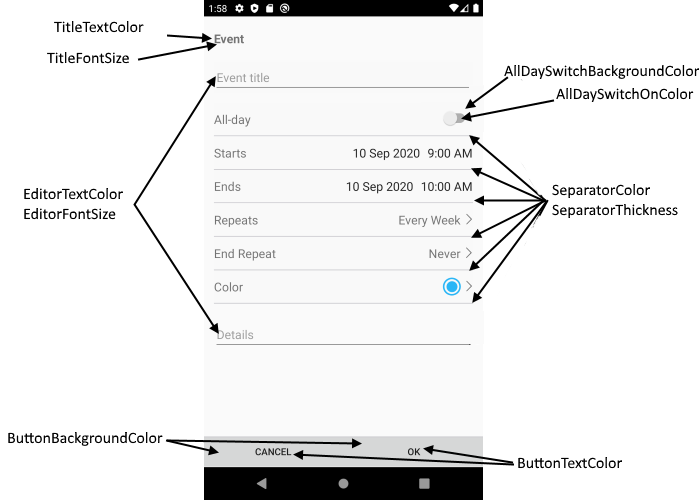 1:58
TitleTextColor
Event
TitleFontSize
Event title
AllDaySwitchBackgroundColor
AllDaySwitchOnColor
All-day
Starts 10 Sep 2020 9:00 AM
Ends 10 Sep 2020 10:00 AM
EditorTextColor
EditorFontSize
SeparatorColor
SeparatorThickness
Repeats Every Week
End Repeat Never
Color
Details
ButtonBackgroundColor
CANCEL OK
ButtonTextColor